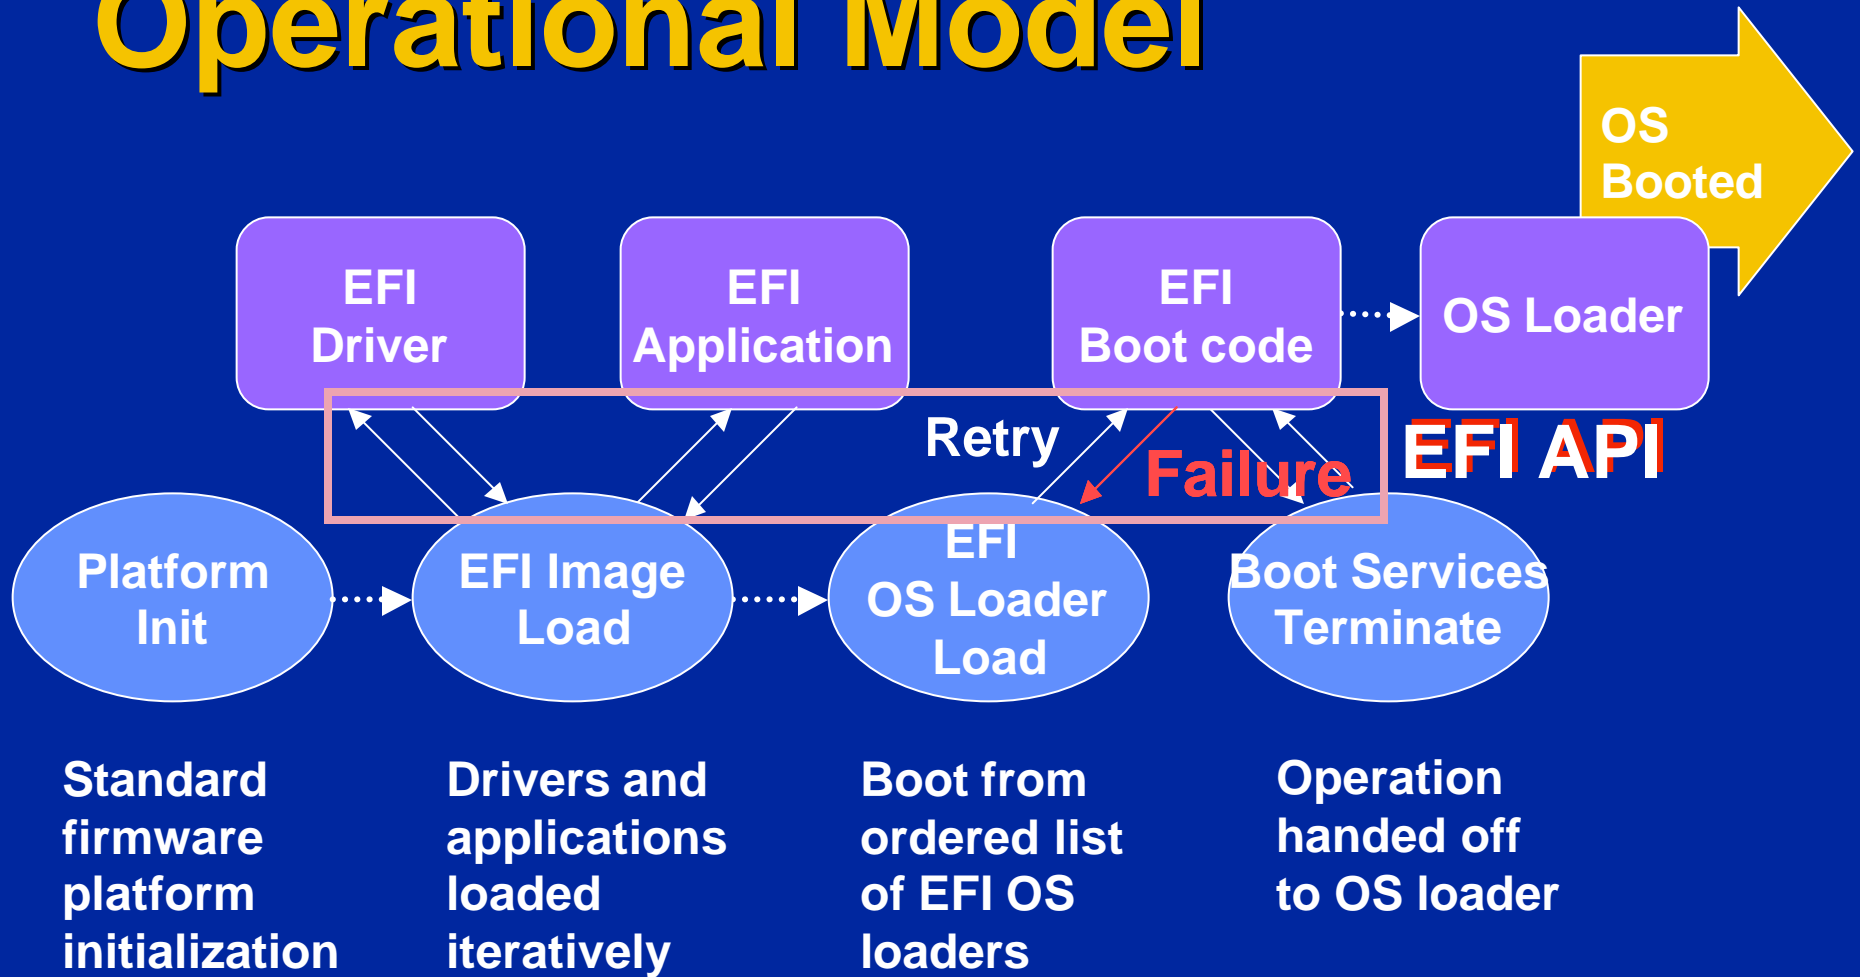 Operational Model
OS
Booted
EFI
Driver
EFI
Application
EFI
Boot code
OS Loader
Retry
Failure
EFI API
Platform
Init
EFI Image
Load
EFI
OS Loader
Load
Boot Services
Terminate
Standard
firmware
platform
initialization
Drivers and
applications
loaded
iteratively
Boot from
ordered list
of EFI OS
loaders
Operation
handed off
to OS loader